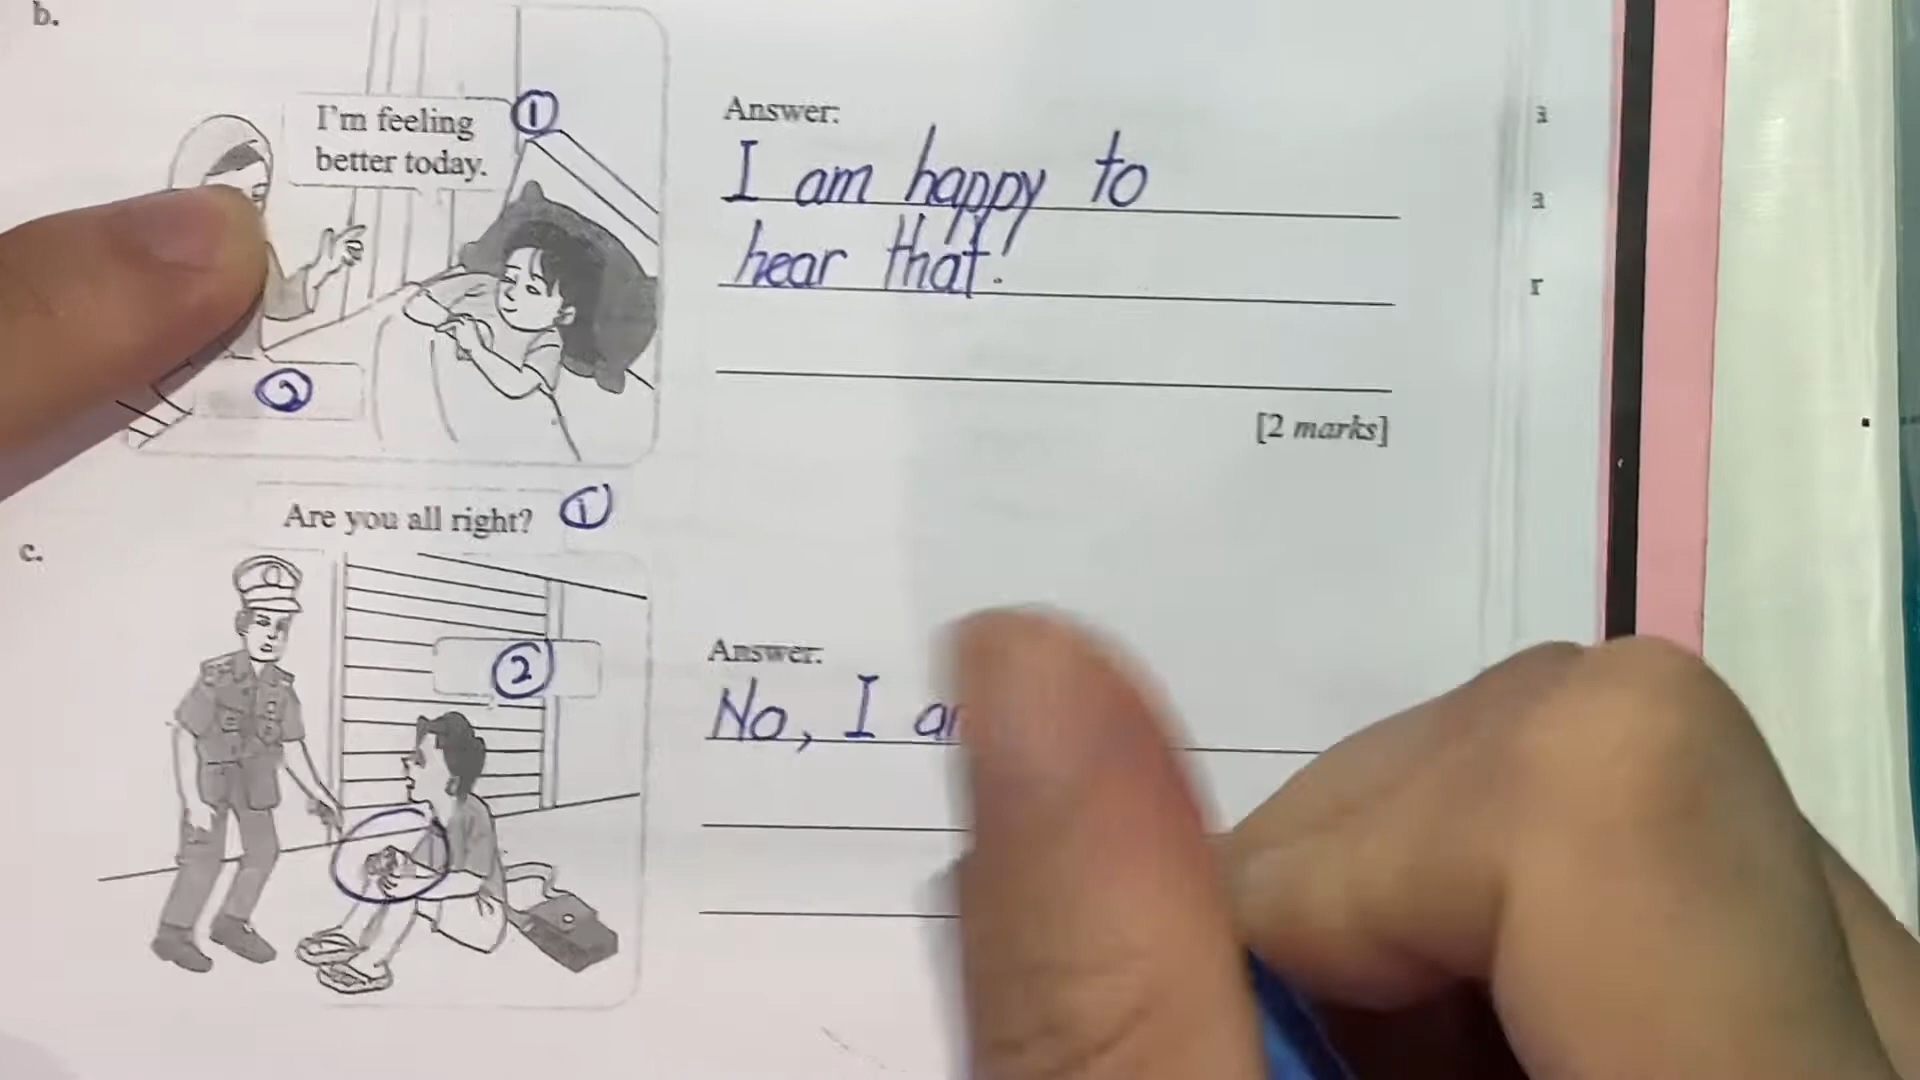 b.
I'm feeling
better today.
①
②
Answer:
I am happy to
hear that!
[2 marks]
Are you all right?
①
c.
②
Answer:
No, I
a
a
r